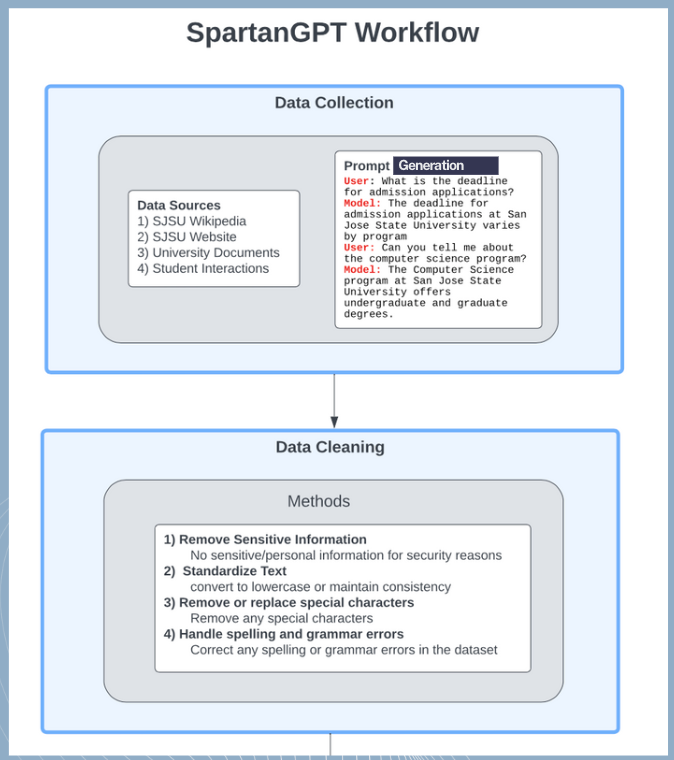 SpartanGPT Workflow
Data Collection
Data Sources
1) SJSU Wikipedia
2) SJSU Website
3) University Documents
4) Student Interactions
Prompt Generation
User: What is the deadline
for admission applications?
Model: The deadline for
admission applications at San
Jose State University varies
by program
User: Can you tell me about
the computer science program?
Model: The Computer Science
program at San Jose State
University offers
undergraduate and graduate
degrees.
Data Cleaning
Methods
1) Remove Sensitive Information
No sensitive/personal information for security reasons
2) Standardize Text
convert to lowercase or maintain consistency
3) Remove or replace special characters
Remove any special characters
4) Handle spelling and grammar errors
Correct any spelling or grammar errors in the dataset